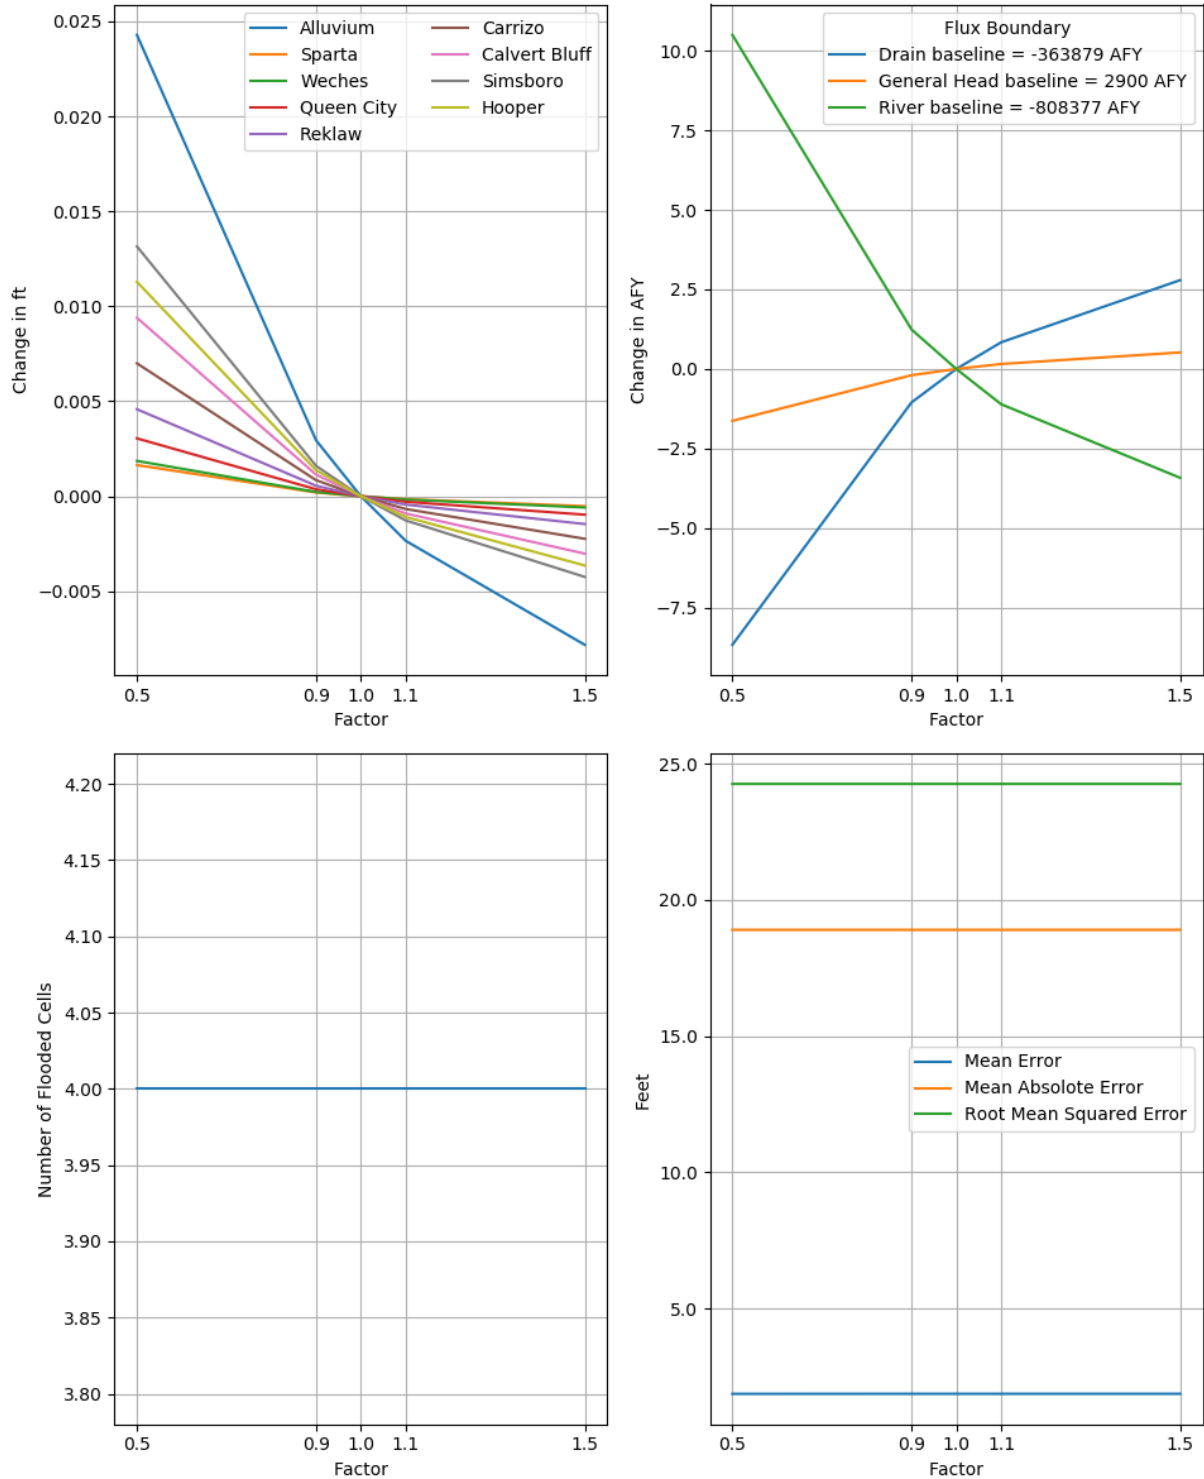 0.025
0.020
0.015
0.010
0.005
0.000
−0.005
Change in ft
Alluvium
Sparta
Weches
Queen City
Reklaw
Carrizo
Calvert Bluff
Simsboro
Hooper
0.5 0.9 1.0 1.1 1.5
Factor
10.0
7.5
5.0
2.5
0.0
−2.5
−5.0
−7.5
Change in AFY
Flux Boundary
Drain baseline = -363879 AFY
General Head baseline = 2900 AFY
River baseline = -808377 AFY
0.5 0.9 1.0 1.1 1.5
Factor
4.20
4.15
4.10
4.05
4.00
3.95
3.90
3.85
3.80
Number of Flooded Cells
0.5 0.9 1.0 1.1 1.5
Factor
25.0
20.0
15.0
10.0
5.0
Feet
Mean Error
Mean Absolote Error
Root Mean Squared Error
0.5 0.9 1.0 1.1 1.5
Factor